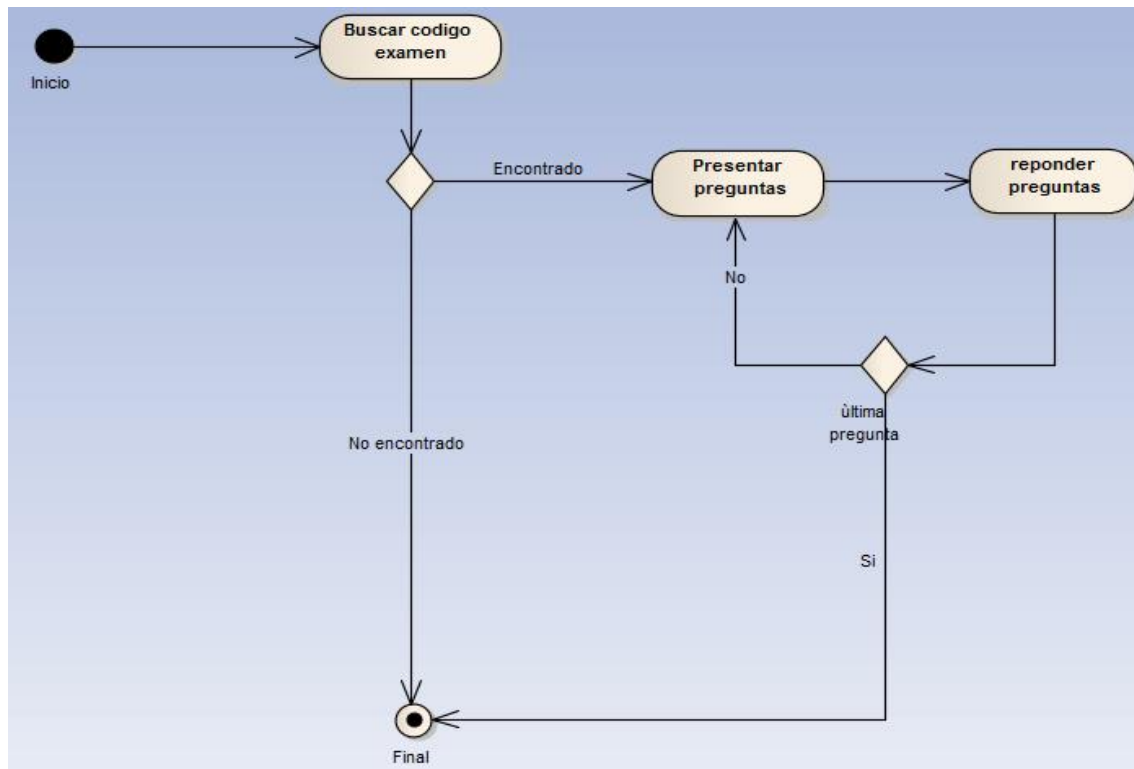 Buscar codigo
examen
Inicio
Encontrado
Presentar
preguntas
reponder
preguntas
No
ùltima
pregunta
No encontrado
Si
Final